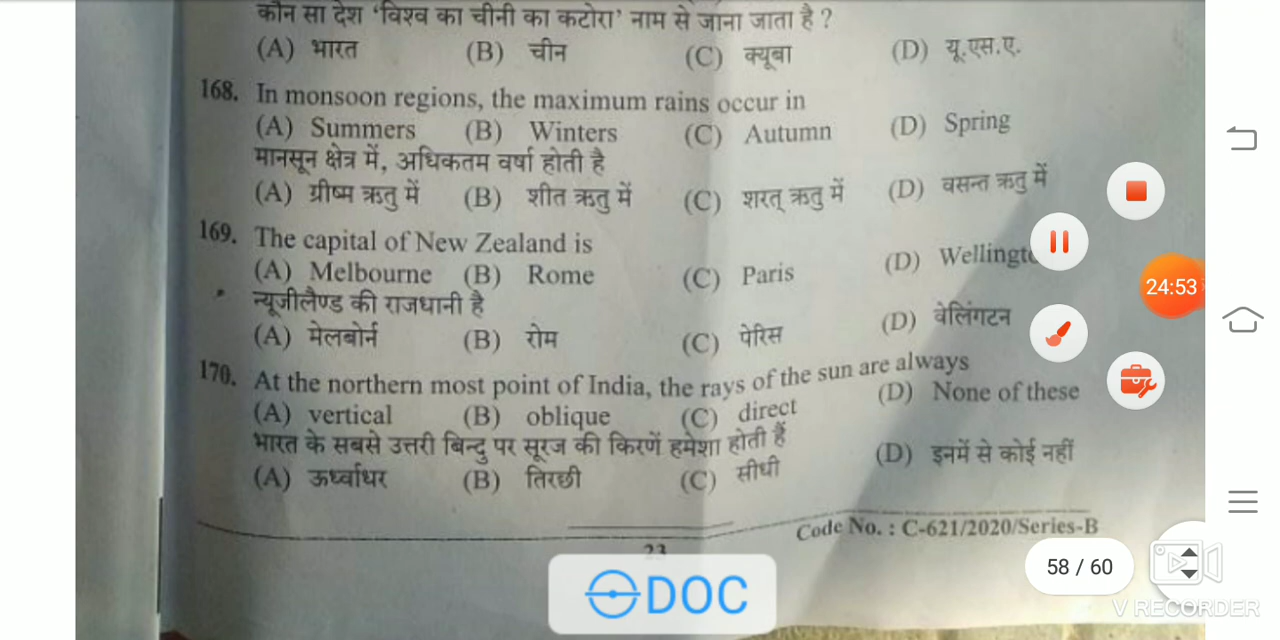 कौन सा देश 'विश्व का चीनी का कटोरा' नाम से जाना जाता है ?
(A) भारत (B) चीन (C) क्यूबा (D) यू.एस.ए.
168. In monsoon regions, the maximum rains occur in
(A) Summers (B) Winters (C) Autumn (D) Spring
मानसून क्षेत्र में, अधिकतम वर्षा होती है
(A) ग्रीष्म ऋतु में (B) शीत ऋतु में (C) शरत् ऋतु में (D) वसन्त ऋतु में
169. The capital of New Zealand is
(A) Melbourne (B) Rome (C) Paris (D)
न्यूजीलैण्ड की राजधानी है
(A) मेलबोर्न (B) रोम (C) पेरिस (D) वेलिंगटन
170. At the northern most point of India, the rays of the sun are always
(A) vertical (B) oblique (C) direct (D) None of these
भारत के सबसे उत्तरी बिन्दु पर सूरज की किरणें हमेशा होती हैं
(A) ऊर्ध्वाधर (B) तिरछी (C) सीधी (D) इनमें से कोई नहीं
Code No. : C-621/2020/Series-B
23
DOC
24:53
58 / 60
V RECORDER